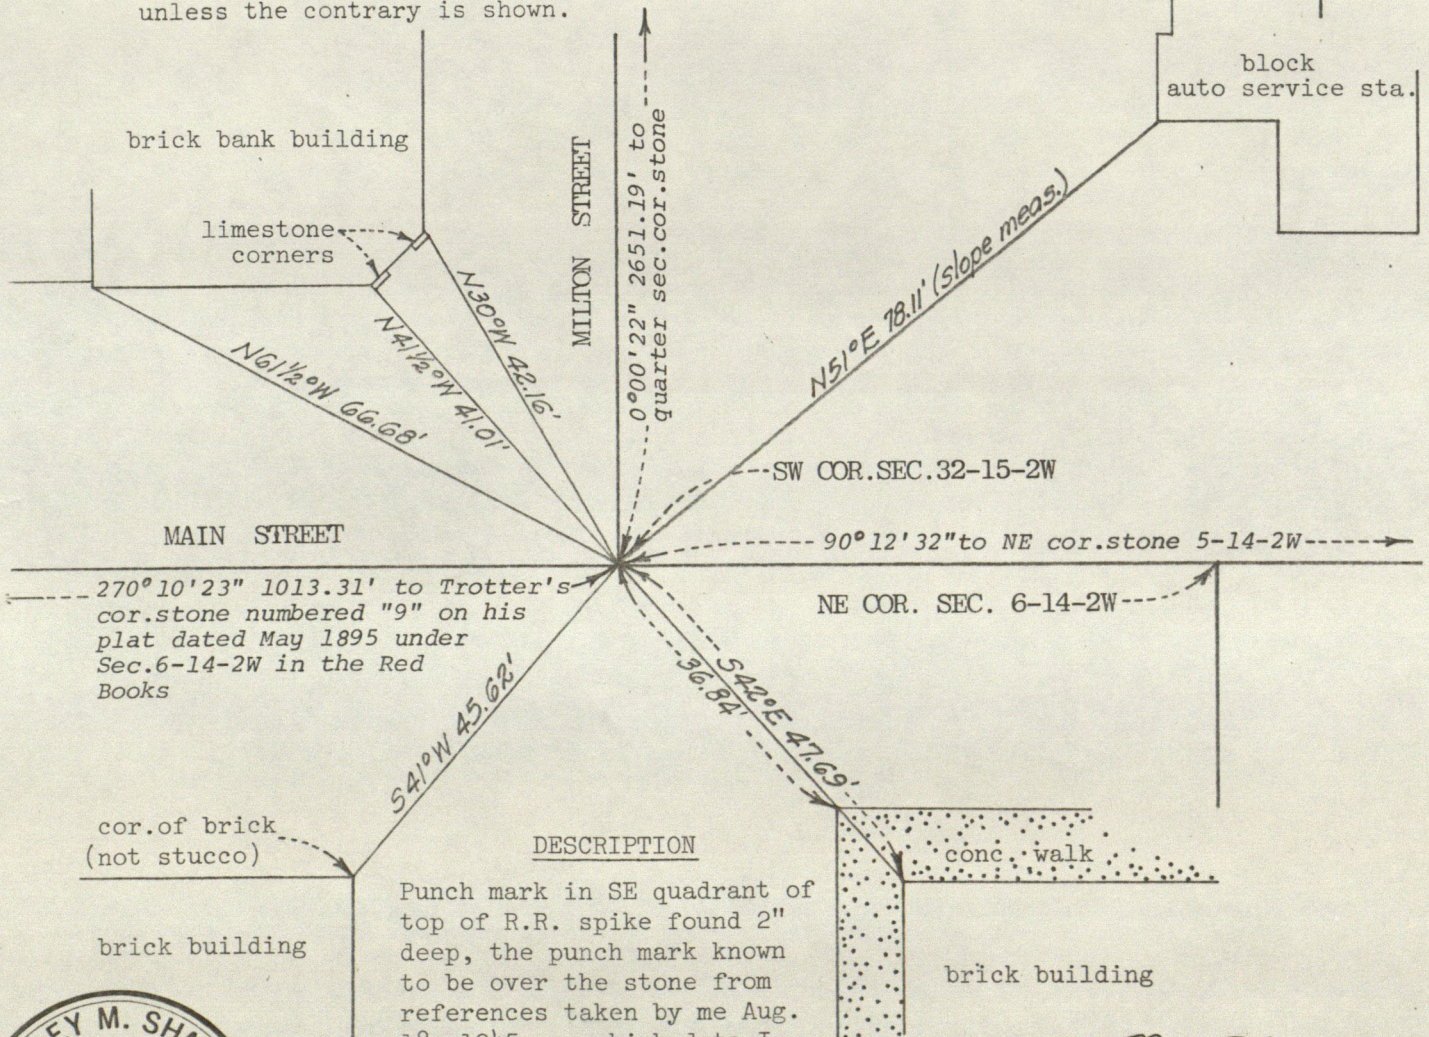 unless the contrary is shown.
block
auto service sta.
brick bank building
limestone
corners
MILTON STREET
0°00'22" 2651.19' to
quarter sec.cor.stone
N51°E 78.11' (slope meas.)
N30°W 42.16'
N41½°W 41.01'
N61½°W 66.68'
SW COR.SEC.32-15-2W
MAIN STREET
90°12'32"to NE cor.stone 5-14-2W
270°10'23" 1013.31' to Trotter's
cor.stone numbered "9" on his
plat dated May 1895 under
Sec.6-14-2W in the Red
Books
NE COR. SEC. 6-14-2W
S41°W 45.62'
S42°E 47.69'
36.84'
cor.of brick
(not stucco)
conc. walk
DESCRIPTION
Punch mark in SE quadrant of
top of R.R. spike found 2"
deep, the punch mark known
to be over the stone from
references taken by me Aug.
brick building
brick building
EY M. SH